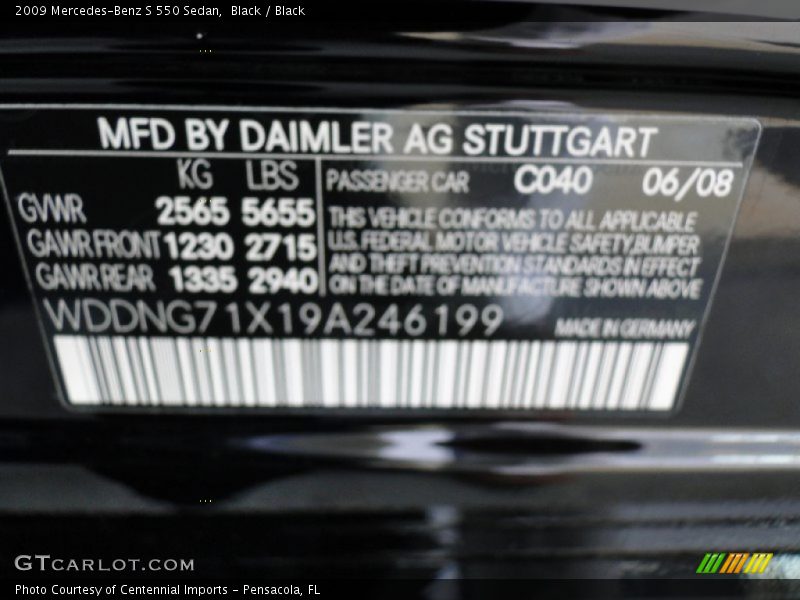 2009 Mercedes-Benz S 550 Sedan, Black / Black
MFD BY DAIMLER AG STUTTGART
KG LBS
GVWR 2565 5655
GAWR FRONT 1230 2715
GAWR REAR 1335 2940
PASSENGER CAR C040 06/08
THIS VEHICLE CONFORMS TO ALL APPLICABLE
U.S. FEDERAL MOTOR VEHICLE SAFETY, BUMPER
AND THEFT PREVENTION STANDARDS IN EFFECT
ON THE DATE OF MANUFACTURE SHOWN ABOVE
WDDNG71X19A246199
MADE IN GERMANY
GTCARLOT.COM
Photo Courtesy of Centennial Imports - Pensacola, FL